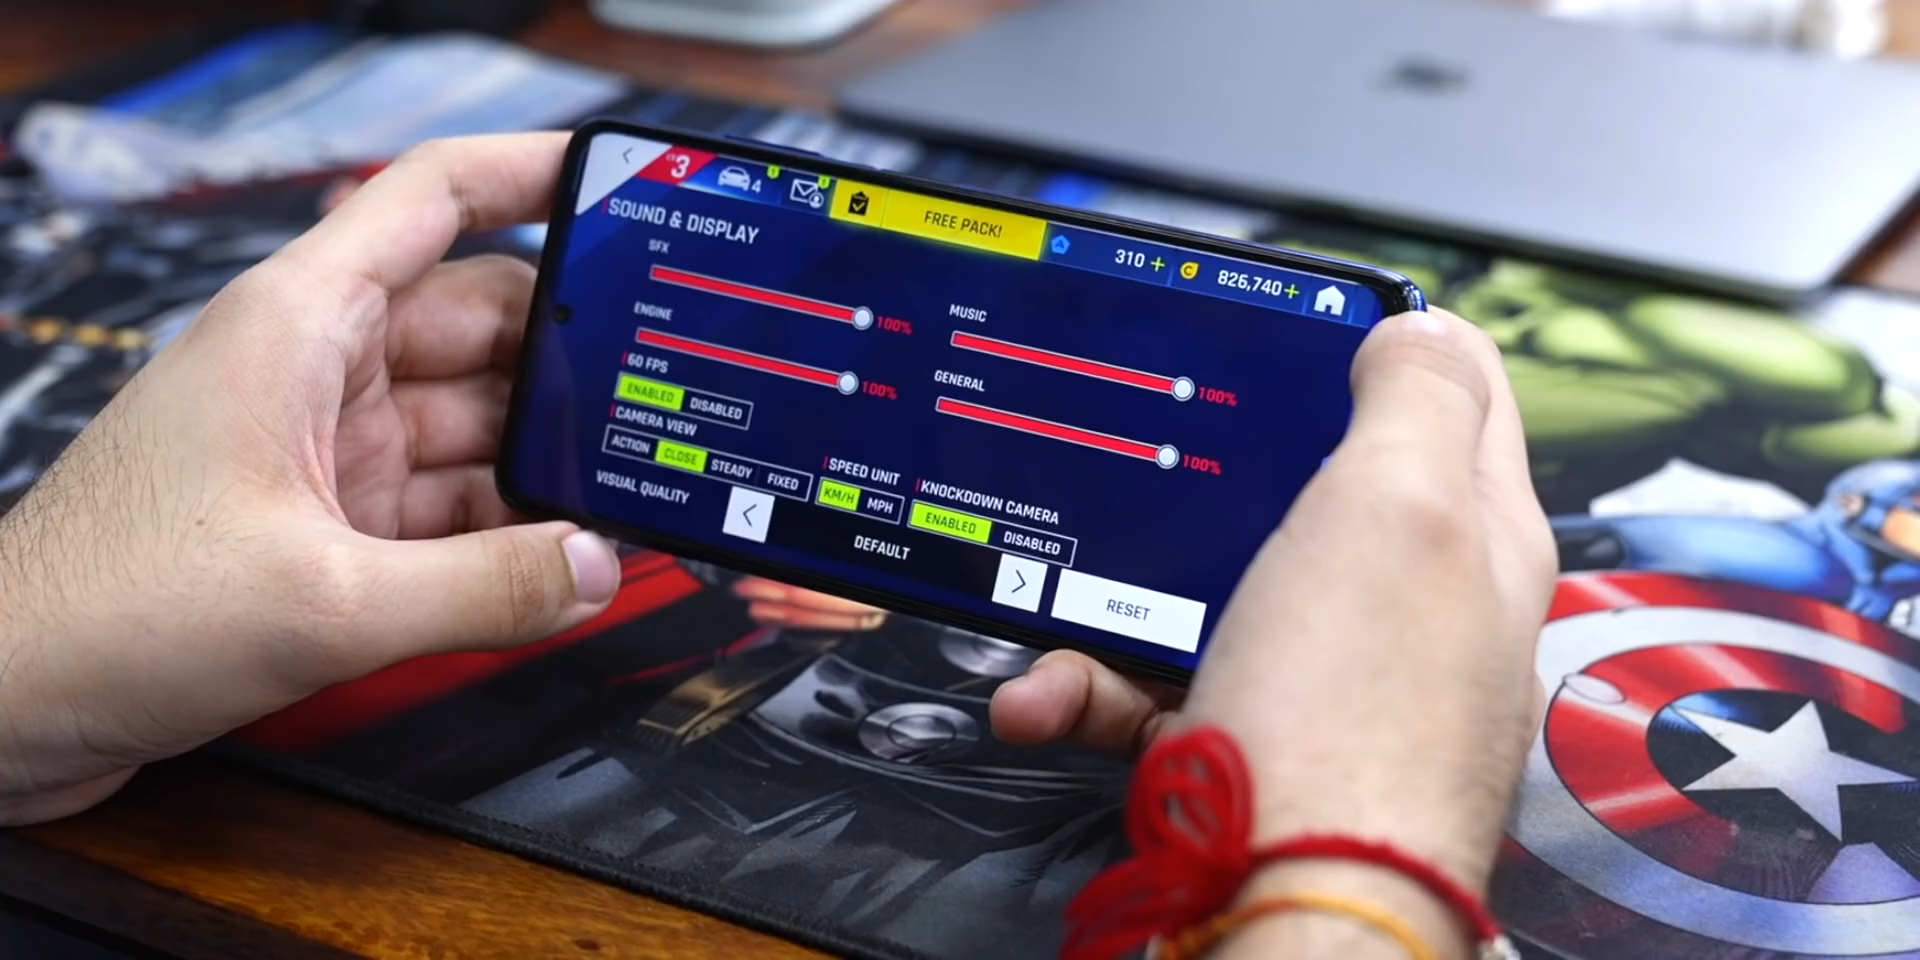 3
4
FREE PACK!
310 +
826,740 +
SOUND & DISPLAY
SFX
100%
MUSIC
100%
ENGINE
100%
GENERAL
100%
60 FPS
ENABLED DISABLED
CAMERA VIEW
ACTION CLOSE STEADY FIXED
SPEED UNIT
KM/H MPH
KNOCKDOWN CAMERA
ENABLED DISABLED
VISUAL QUALITY
< DEFAULT >
RESET